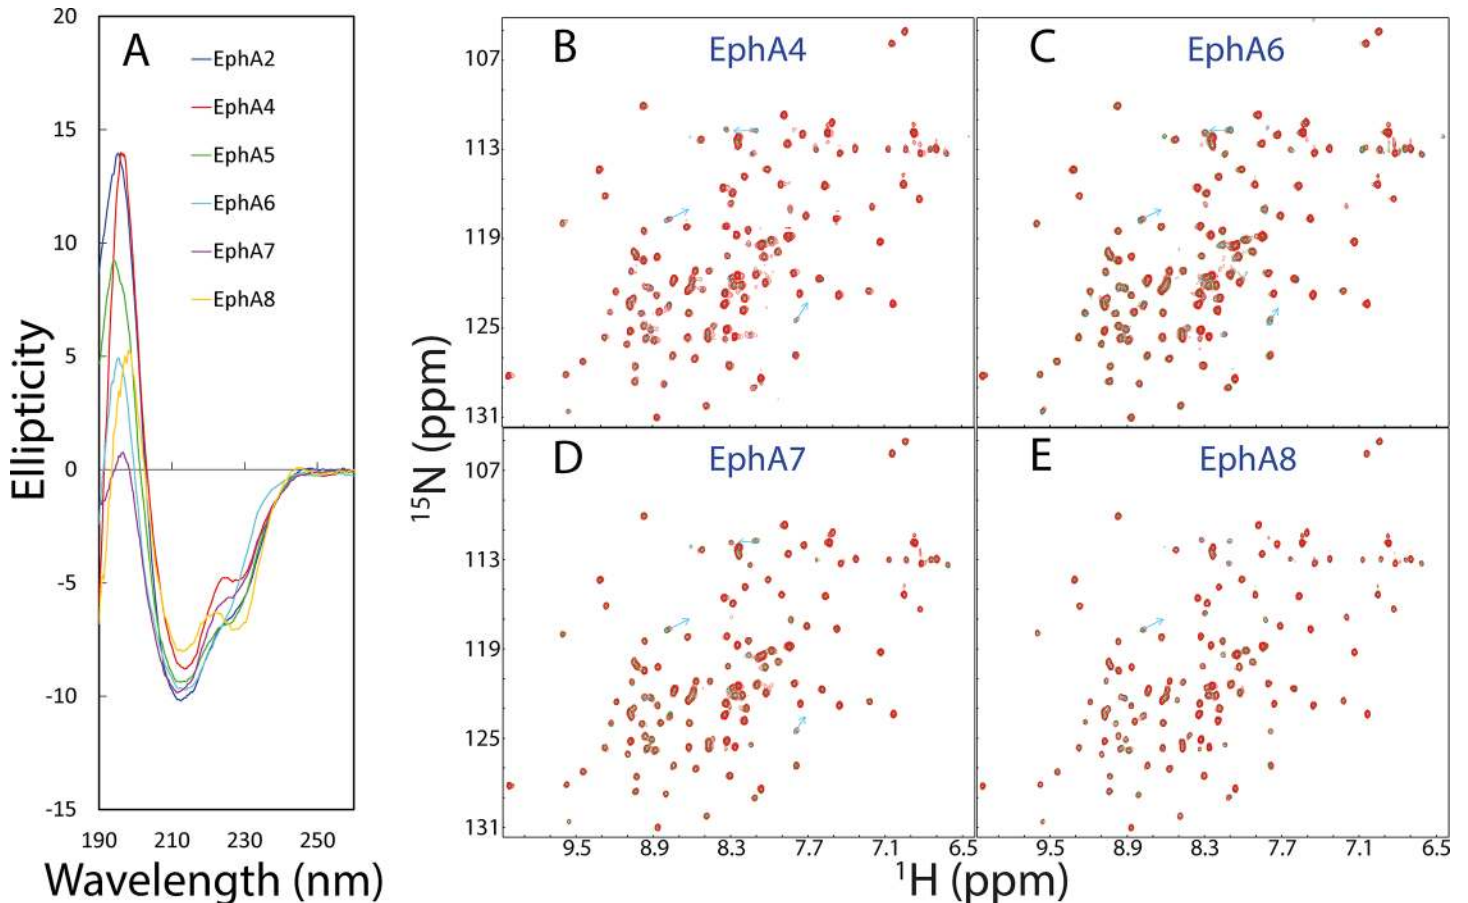 A
EphA2
EphA4
EphA5
EphA6
EphA7
EphA8
20
15
10
5
0
-5
-10
-15
190 210 230 250
Ellipticity
Wavelength (nm)
B EphA4
C EphA6
107
113
119
125
131
D EphA7
E EphA8
107
113
119
125
131
9.5 8.9 8.3 7.7 7.1 6.5
9.5 8.9 8.3 7.7 7.1 6.5
¹⁵N (ppm)
¹H (ppm)